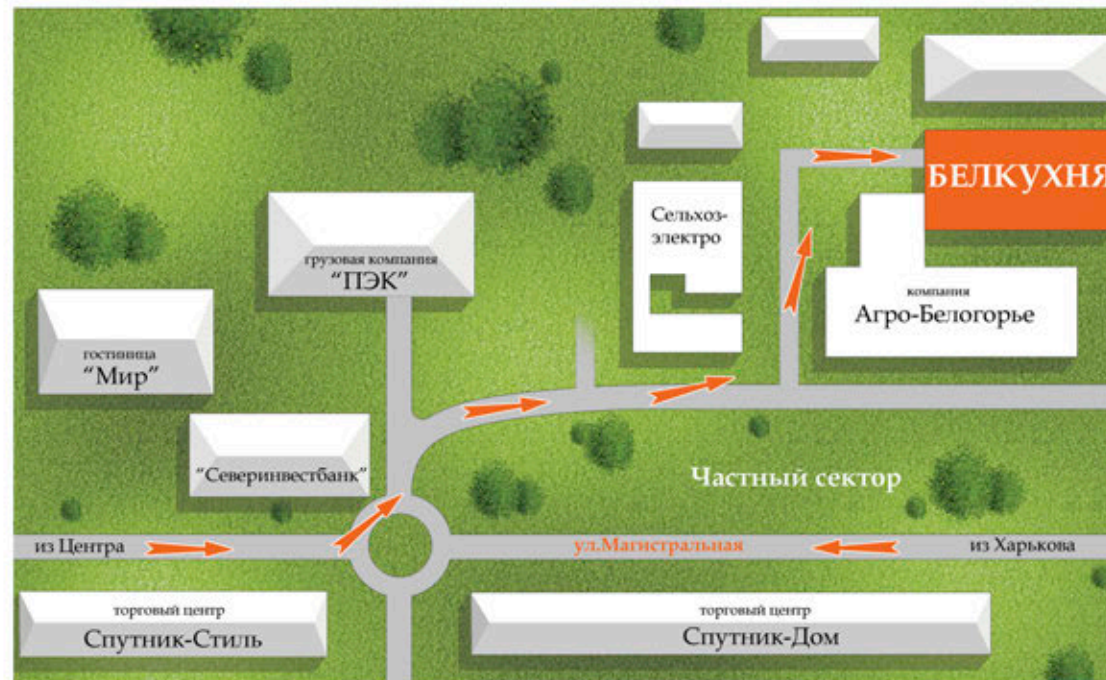 БЕЛКУХНЯ
Сельхоз-
электро
грузовая компания
"ПЭК"
компания
Агро-Белогорье
гостиница
"Мир"
"Северинвестбанк"
Частный сектор
из Центра
ул.Магистральная
из Харькова
торговый центр
Спутник-Стиль
торговый центр
Спутник-Дом